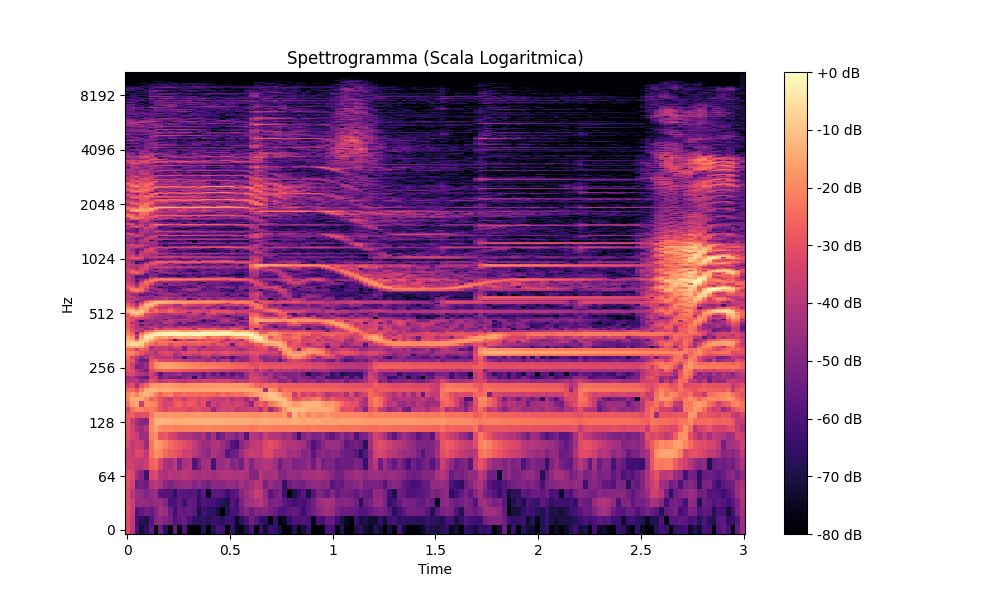 Spettrogramma (Scala Logaritmica)
8192
4096
2048
1024
512
256
128
64
0
Hz
0
0.5
1
1.5
2
2.5
3
Time
+0 dB
-10 dB
-20 dB
-30 dB
-40 dB
-50 dB
-60 dB
-70 dB
-80 dB